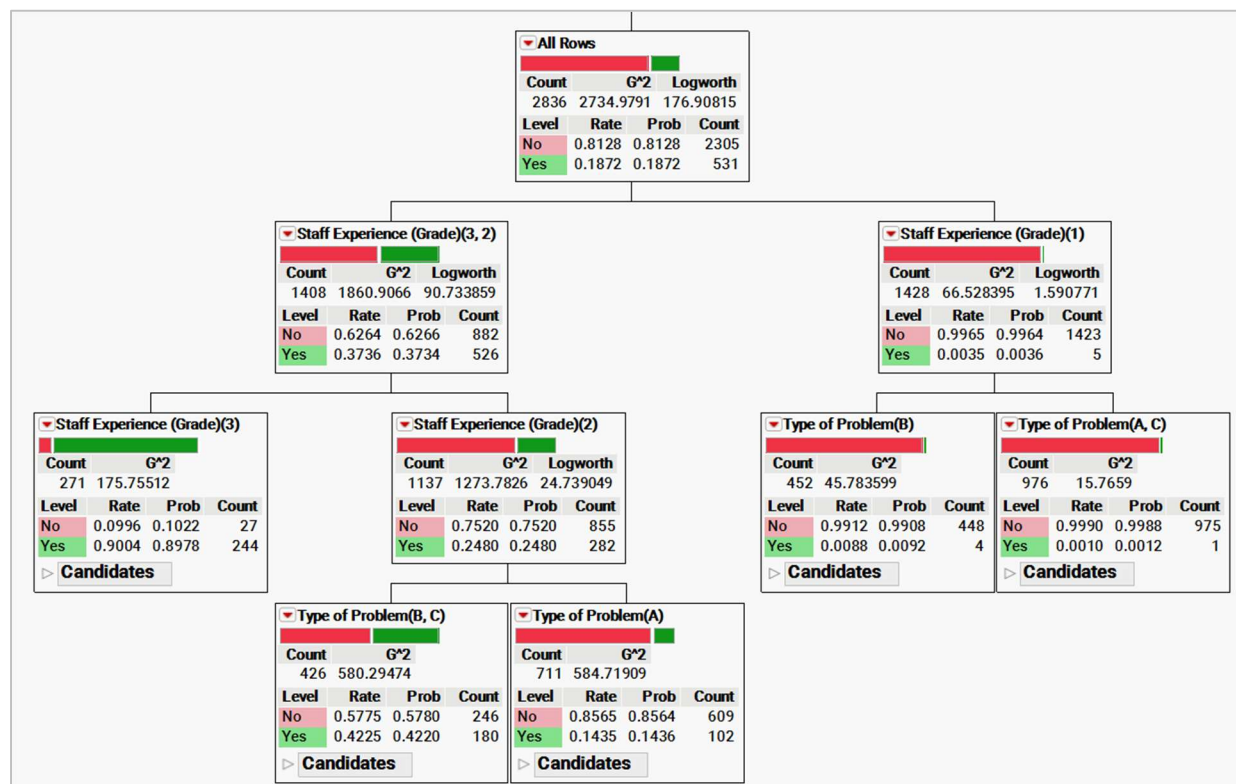 All Rows
Count G^2 Logworth
2836 2734.9791 176.90815
Level Rate Prob Count
No 0.8128 0.8128 2305
Yes 0.1872 0.1872 531
Staff Experience (Grade)(3, 2)
Count G^2 Logworth
1408 1860.9066 90.733859
Level Rate Prob Count
No 0.6264 0.6266 882
Yes 0.3736 0.3734 526
Staff Experience (Grade)(1)
Count G^2 Logworth
1428 66.528395 1.590771
Level Rate Prob Count
No 0.9965 0.9964 1423
Yes 0.0035 0.0036 5
Staff Experience (Grade)(3)
Count G^2
271 175.75512
Level Rate Prob Count
No 0.0996 0.1022 27
Yes 0.9004 0.8978 244
Candidates
Staff Experience (Grade)(2)
Count G^2 Logworth
1137 1273.7826 24.739049
Level Rate Prob Count
No 0.7520 0.7520 855
Yes 0.2480 0.2480 282
Type of Problem(B)
Count G^2
452 45.783599
Level Rate Prob Count
No 0.9912 0.9908 448
Yes 0.0088 0.0092 4
Candidates
Type of Problem(A, C)
Count G^2
976 15.7659
Level Rate Prob Count
No 0.9990 0.9988 975
Yes 0.0010 0.0012 1
Candidates
Type of Problem(B, C)
Count G^2
426 580.29474
Level Rate Prob Count
No 0.5775 0.5780 246
Yes 0.4225 0.4220 180
Candidates
Type of Problem(A)
Count G^2
711 584.71909
Level Rate Prob Count
No 0.8565 0.8564 609
Yes 0.1435 0.1436 102
Candidates